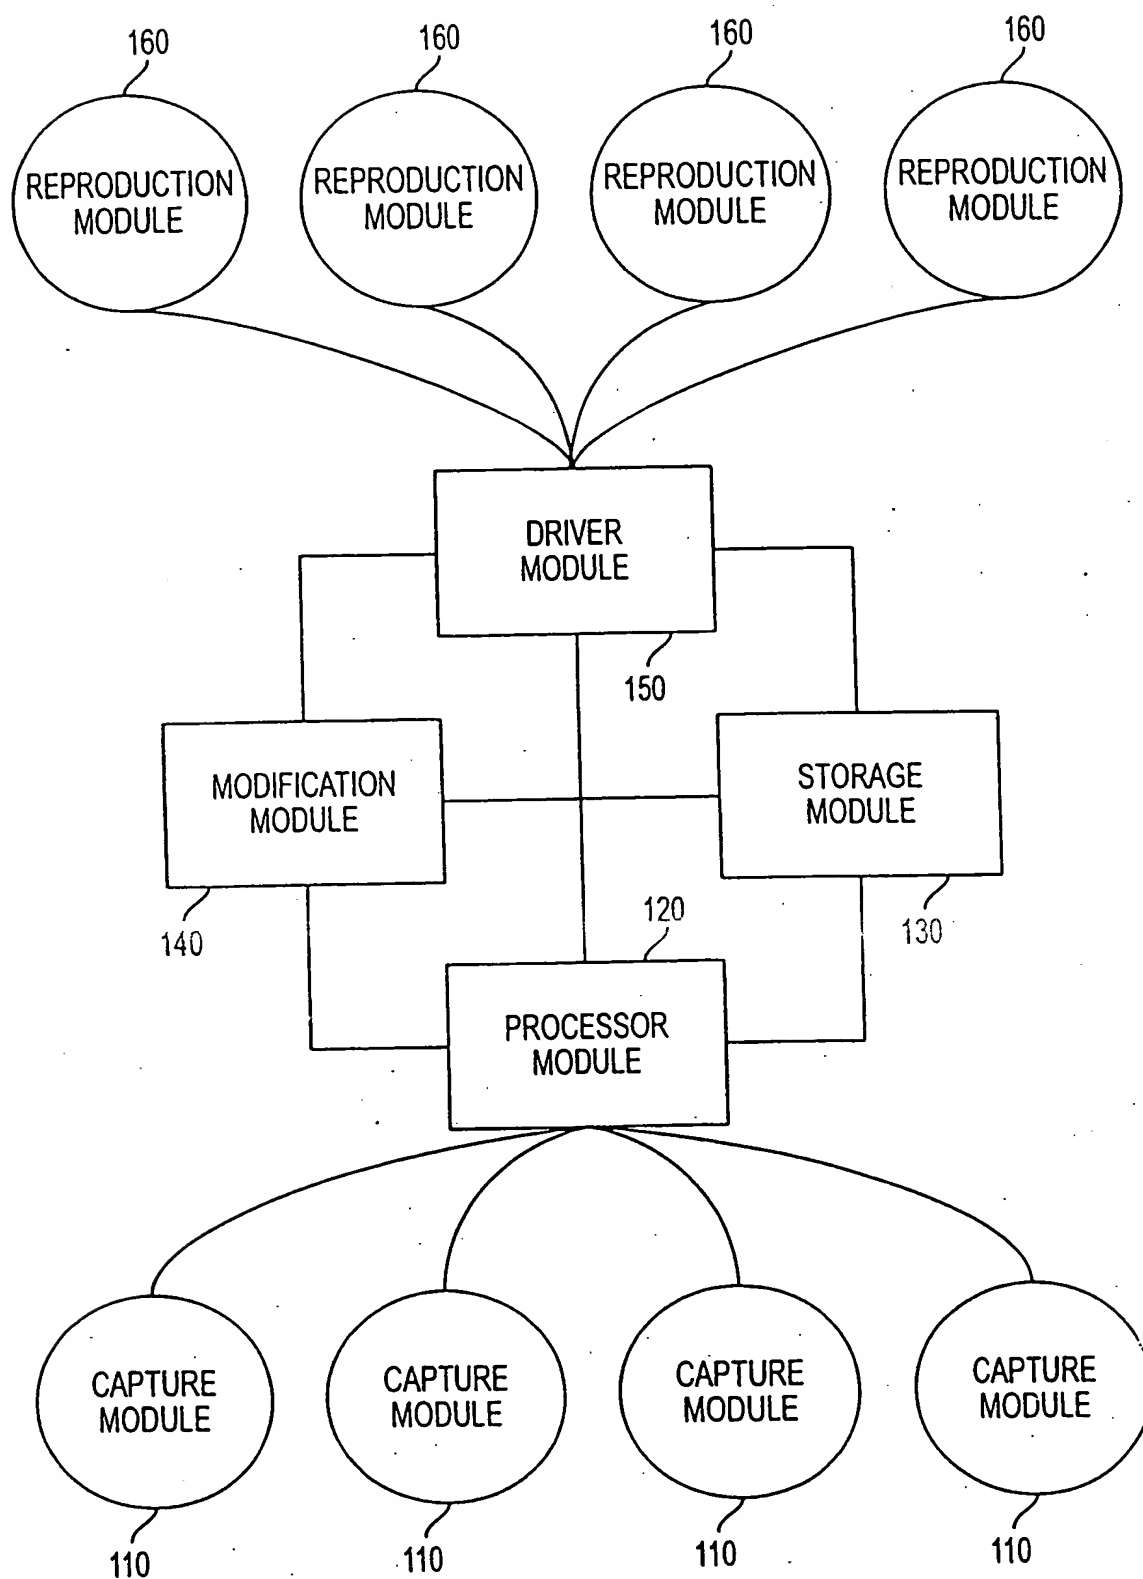 160 160 160 160
REPRODUCTION MODULE
REPRODUCTION MODULE
REPRODUCTION MODULE
REPRODUCTION MODULE
DRIVER
MODULE
150
MODIFICATION
MODULE
STORAGE
MODULE
140
120
130
PROCESSOR
MODULE
CAPTURE
MODULE
CAPTURE
MODULE
CAPTURE
MODULE
CAPTURE
MODULE
110 110 110 110